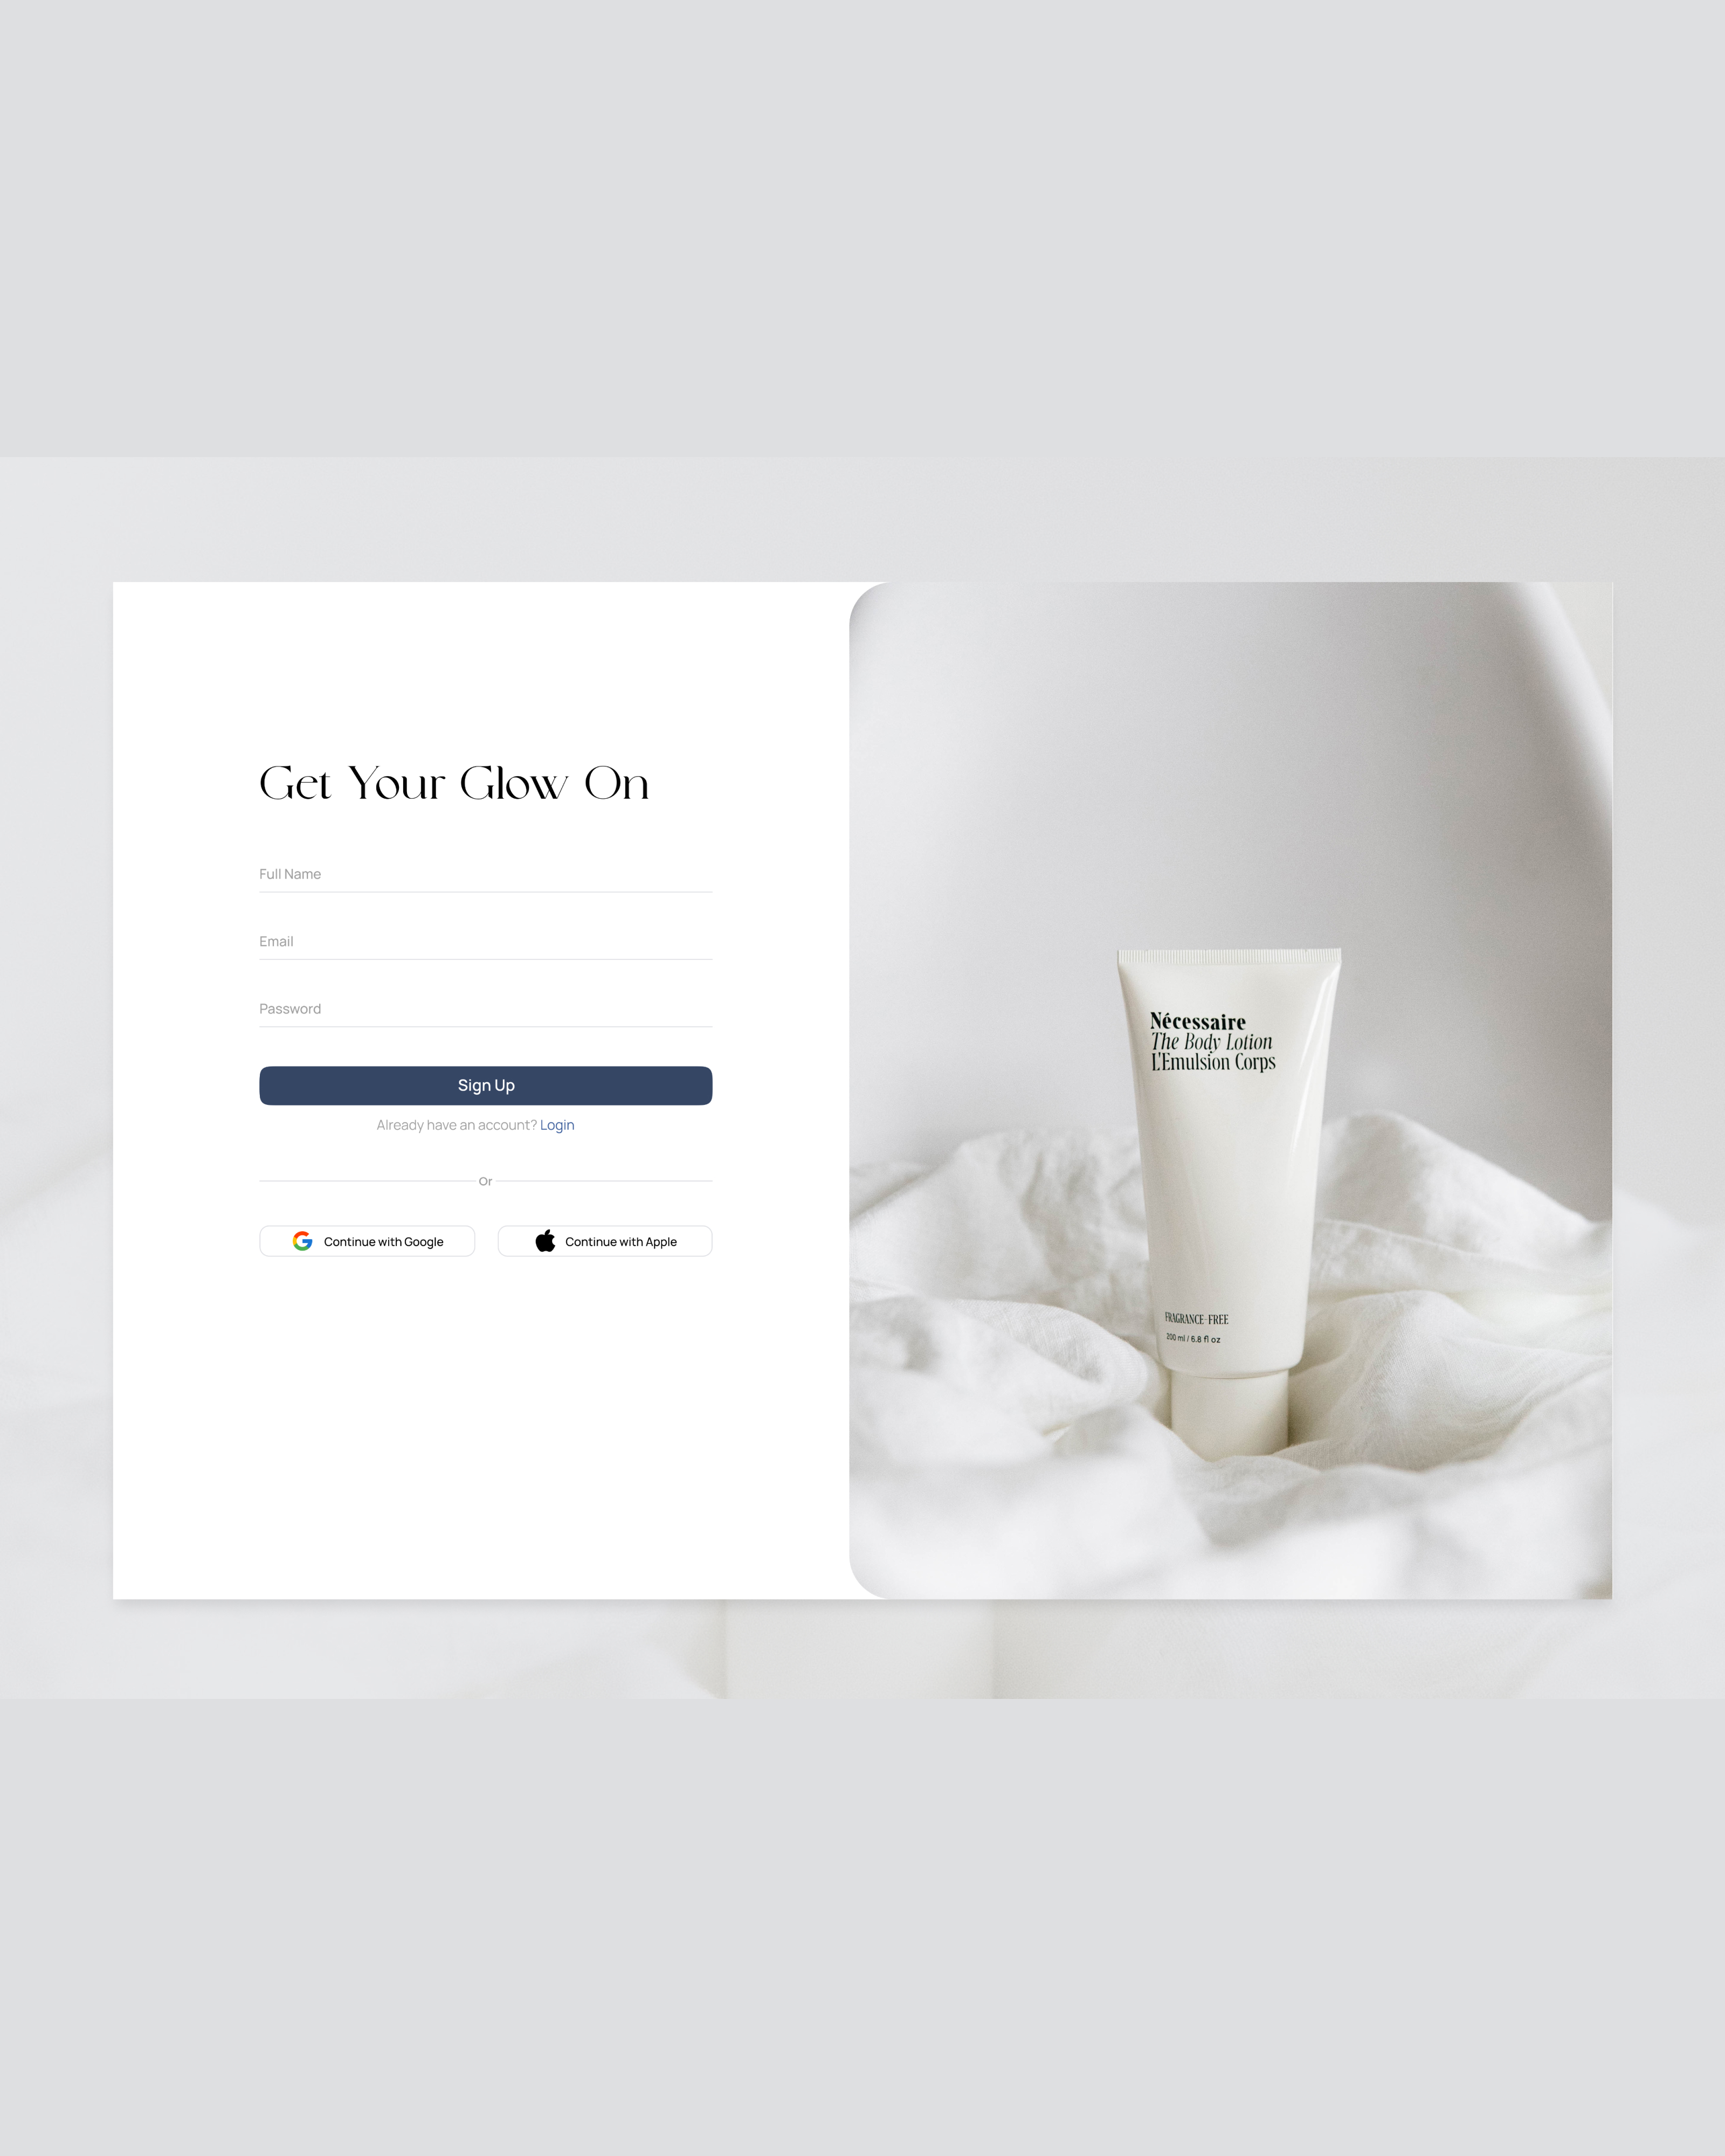 Get Your Glow On
Full Name
Email
Password
Sign Up
Already have an account? Login
Or
Continue with Google
Continue with Apple
Nécessaire
The Body Lotion
L'Emulsion Corps
FRAGRANCE-FREE
200 ml / 6.8 fl oz